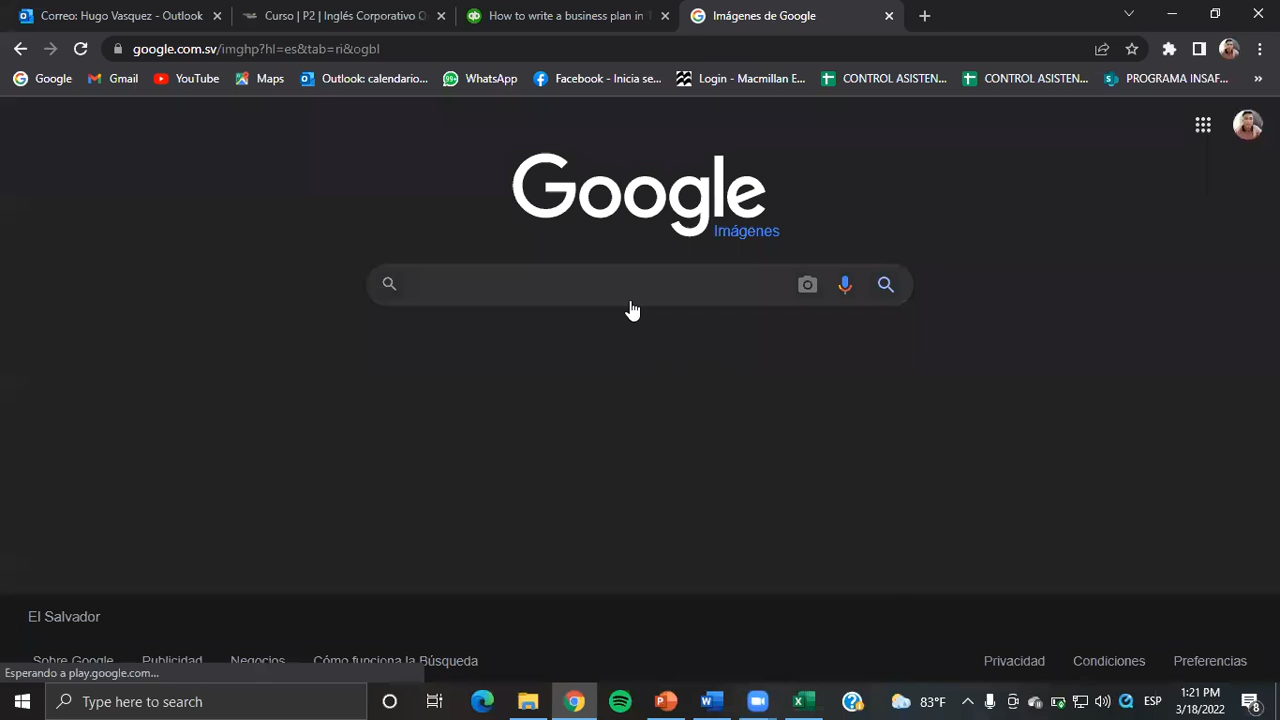 Correo: Hugo Vasquez - Outlook
Curso | P2 | Inglés Corporativo O
How to write a business plan in 1
Imágenes de Google
google.com.sv/imghp?hl=es&tab=ri&ogbl
Google
Gmail
YouTube
Maps
Outlook: calendario...
99+
WhatsApp
Facebook - Inicia se...
Login - Macmillan E...
CONTROL ASISTEN...
CONTROL ASISTEN...
PROGRAMA INSAF...
Google
Imágenes
El Salvador
Sobre Google
Publicidad
Negocios
Cómo funciona la Búsqueda
Privacidad
Condiciones
Preferencias
Esperando a play.google.com...
Type here to search
83°F
ESP
1:21 PM
3/18/2022
8